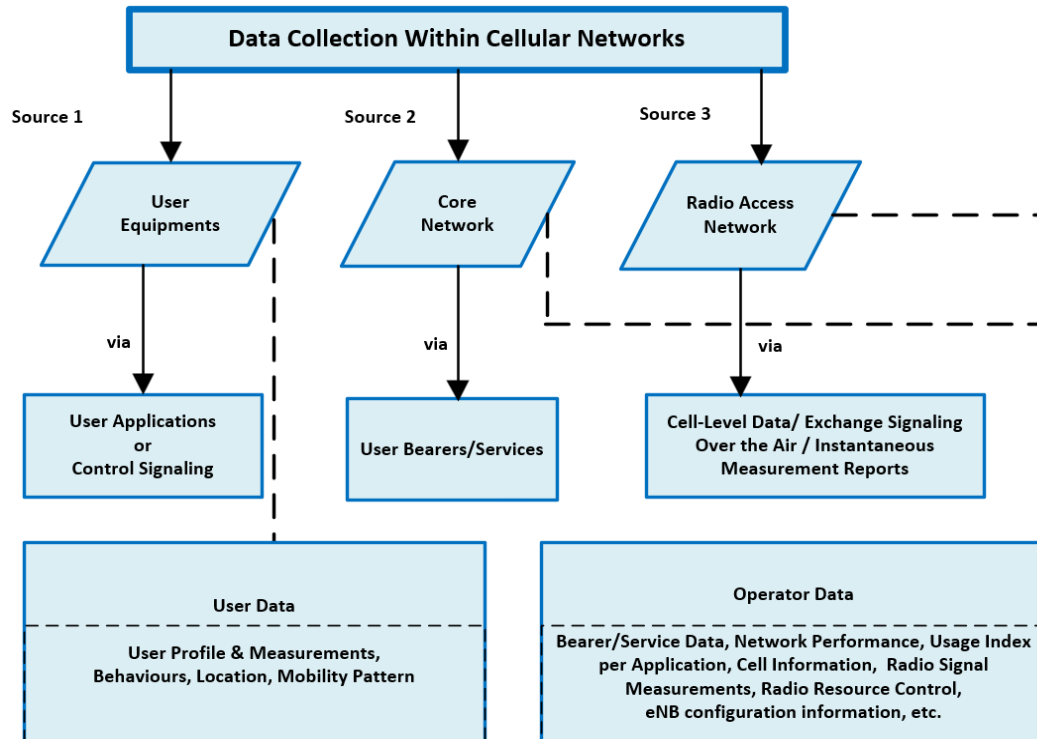 Data Collection Within Cellular Networks
Source 1
Source 2
Source 3
User
Equipments
Core
Network
Radio Access
Network
via
via
via
User Applications
or
Control Signaling
User Bearers/Services
Cell-Level Data/ Exchange Signaling
Over the Air / Instantaneous
Measurement Reports
User Data
User Profile & Measurements,
Behaviours, Location, Mobility Pattern
Operator Data
Bearer/Service Data, Network Performance, Usage Index
per Application, Cell Information, Radio Signal
Measurements, Radio Resource Control,
eNB configuration information, etc.